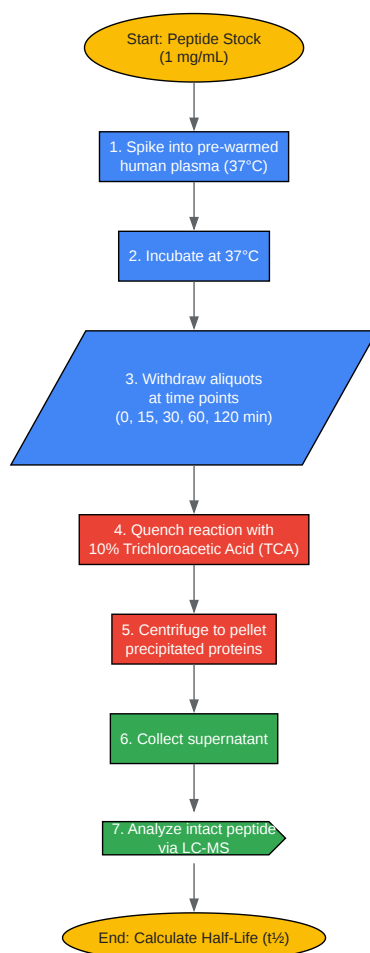 Start: Peptide Stock
(1 mg/mL)
1. Spike into pre-warmed
human plasma (37°C)
2. Incubate at 37°C
3. Withdraw aliquots
at time points
(0, 15, 30, 60, 120 min)
4. Quench reaction with
10% Trichloroacetic Acid (TCA)
5. Centrifuge to pellet
precipitated proteins
6. Collect supernatant
7. Analyze intact peptide
via LC-MS
End: Calculate Half-Life (t½)